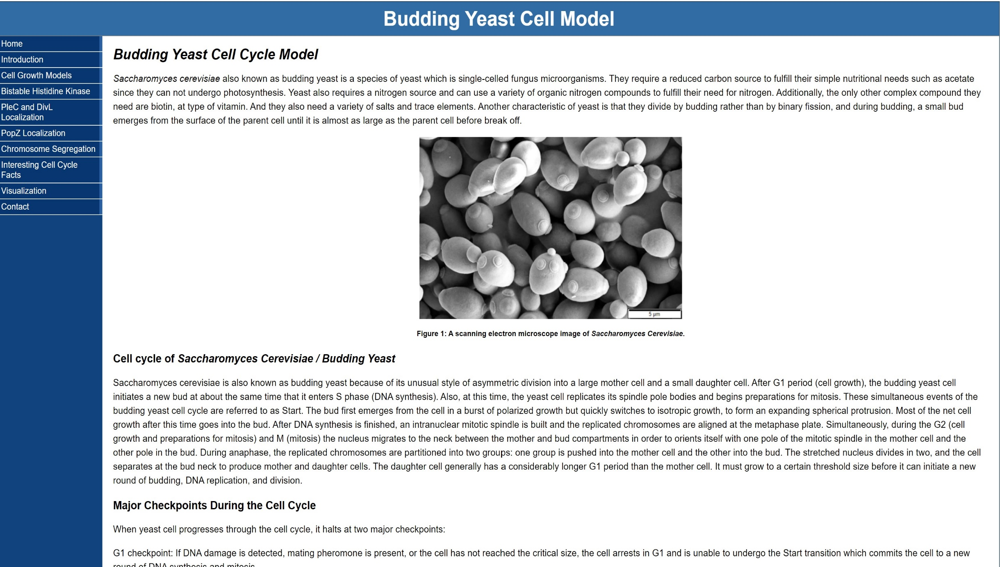 Budding Yeast Cell Model
Home
Introduction
Cell Growth Models
Bistable Histidine Kinase
PleC and DivL
Localization
PopZ Localization
Chromosome Segregation
Interesting Cell Cycle
Facts
Visualization
Contact
Budding Yeast Cell Cycle Model
Saccharomyces cerevisiae also known as budding yeast is a species of yeast which is single-celled fungus microorganisms. They require a reduced carbon source to fulfill their simple nutritional needs such as acetate
since they can not undergo photosynthesis. Yeast also requires a nitrogen source and can use a variety of organic nitrogen compounds to fulfill their need for nitrogen. Additionally, the only other complex compound they
need are biotin, at type of vitamin. And they also need a variety of salts and trace elements. Another characteristic of yeast is that they divide by budding rather than by binary fission, and during budding, a small bud
emerges from the surface of the parent cell until it is almost as large as the parent cell before break off.
5 µm
Figure 1: A scanning electron microscope image of Saccharomyces Cerevisiae.
Cell cycle of Saccharomyces Cerevisiae / Budding Yeast
Saccharomyces cerevisiae is also known as budding yeast because of its unusual style of asymmetric division into a large mother cell and a small daughter cell. After G1 period (cell growth), the budding yeast cell
initiates a new bud at about the same time that it enters S phase (DNA synthesis). Also, at this time, the yeast cell replicates its spindle pole bodies and begins preparations for mitosis. These simultaneous events of the
budding yeast cell cycle are referred to as Start. The bud first emerges from the cell in a burst of polarized growth but quickly switches to isotropic growth, to form an expanding spherical protrusion. Most of the net cell
growth after this time goes into the bud. After DNA synthesis is finished, an intranuclear mitotic spindle is built and the replicated chromosomes are aligned at the metaphase plate. Simultaneously, during the G2 (cell
growth and preparations for mitosis) and M (mitosis) the nucleus migrates to the neck between the mother and bud compartments in order to orients itself with one pole of the mitotic spindle in the mother cell and the
other pole in the bud. During anaphase, the replicated chromosomes are partitioned into two groups: one group is pushed into the mother cell and the other into the bud. The stretched nucleus divides in two, and the cell
separates at the bud neck to produce mother and daughter cells. The daughter cell generally has a considerably longer G1 period than the mother cell. It must grow to a certain threshold size before it can initiate a new
round of budding, DNA replication, and division.
Major Checkpoints During the Cell Cycle
When yeast cell progresses through the cell cycle, it halts at two major checkpoints:
G1 checkpoint: If DNA damage is detected, mating pheromone is present, or the cell has not reached the critical size, the cell arrests in G1 and is unable to undergo the Start transition which commits the cell to a new
round of DNA synthesis and mitosis